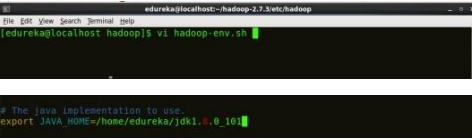 edureka@localhost:~/hadoop-2.7.3/etc/hadoop
File Edit View Search Terminal Help
[edureka@localhost hadoop]$ vi hadoop-env.sh
# The java implementation to use.
export JAVA_HOME=/home/edureka/jdk1.8.0_101